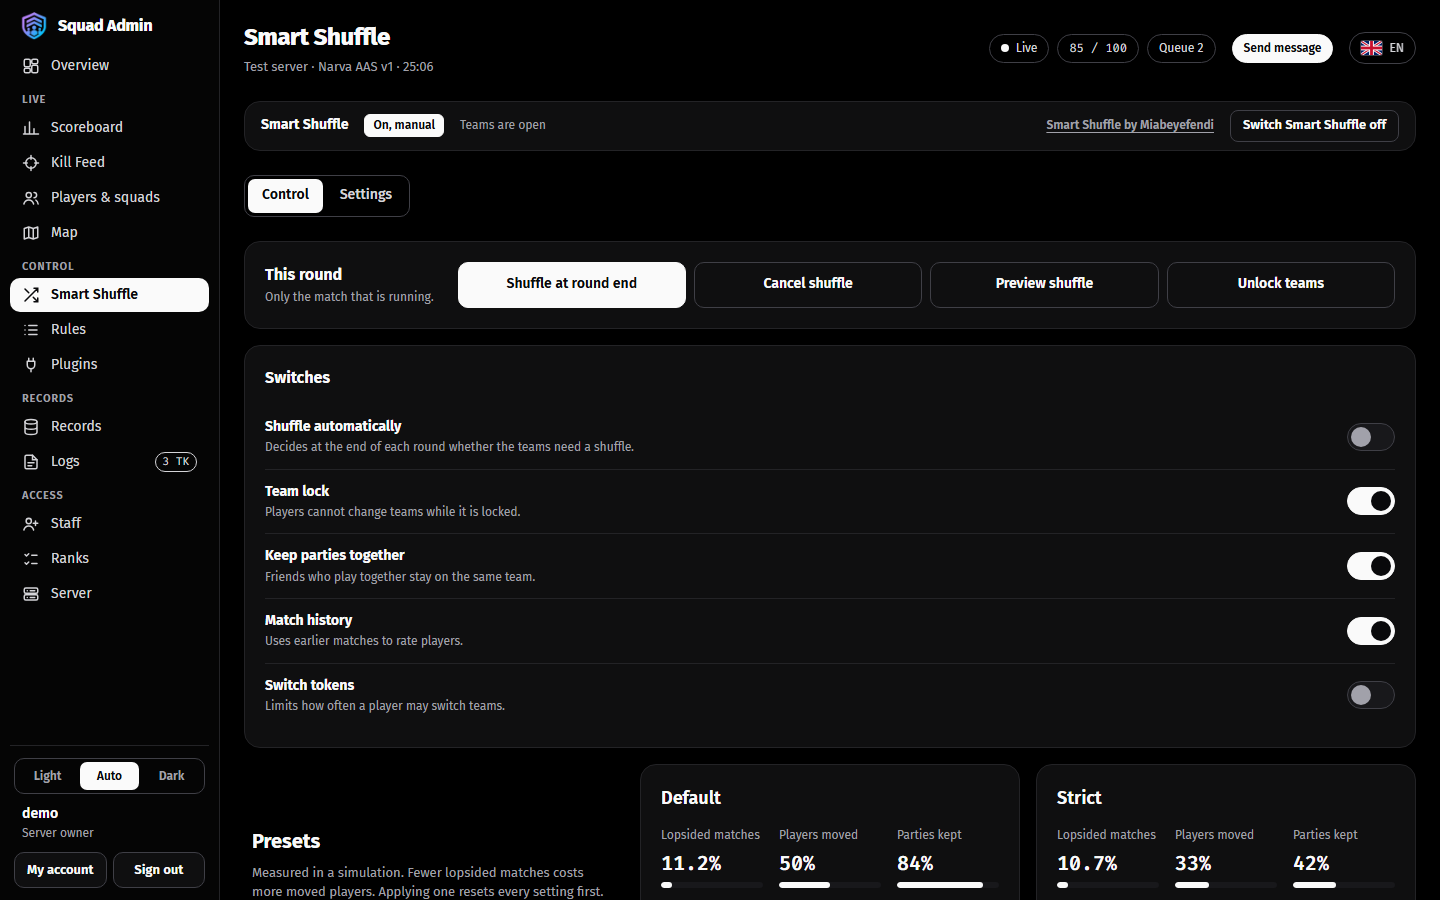 Squad Admin
Overview
LIVE
Scoreboard
Kill Feed
Players & squads
Map
CONTROL
Smart Shuffle
Rules
Plugins
RECORDS
Records
Logs
3 TK
ACCESS
Staff
Ranks
Server
Light
Auto
Dark
demo
Server owner
My account
Sign out
Smart Shuffle
Test server · Narva AAS v1 · 25:06
Live
85 / 100
Queue 2
Send message
EN
Smart Shuffle
On, manual
Teams are open
Smart Shuffle by Miabeyefendi
Switch Smart Shuffle off
Control
Settings
This round
Only the match that is running.
Shuffle at round end
Cancel shuffle
Preview shuffle
Unlock teams
Switches
Shuffle automatically
Decides at the end of each round whether the teams need a shuffle.
Team lock
Players cannot change teams while it is locked.
Keep parties together
Friends who play together stay on the same team.
Match history
Uses earlier matches to rate players.
Switch tokens
Limits how often a player may switch teams.
Presets
Measured in a simulation. Fewer lopsided matches costs
more moved players. Applying one resets every setting first.
Default
Lopsided matches
Players moved
Parties kept
11.2%
50%
84%
Strict
Lopsided matches
Players moved
Parties kept
10.7%
33%
42%